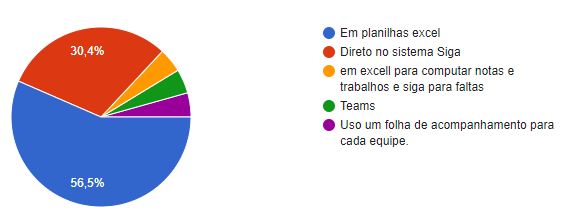 30,4%
56,5%
Em planilhas excel
Direto no sistema Siga
em excell para computar notas e
trabalhos e siga para faltas
Teams
Uso um folha de acompanhamento para
cada equipe.